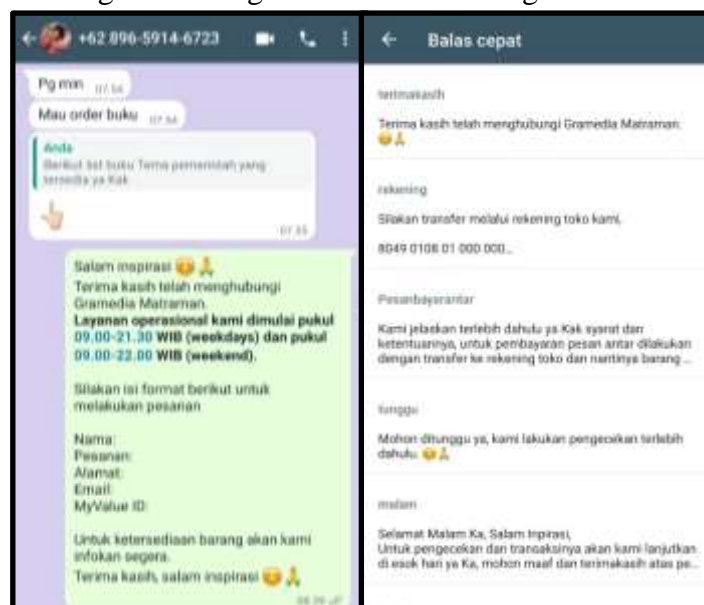 +62 896-5914-6723
Pg min 07.54
Mau order buku 07.54
Anda
Berikut list buku Tema pemerintah yang
tersedia ya Kak
07.55
Salam inspirasi 😊🙏
Terima kasih telah menghubungi
Gramedia Matraman.
Layanan operasional kami dimulai pukul
09.00-21.30 WIB (weekdays) dan pukul
09.00-22.00 WIB (weekend).
Silakan isi format berikut untuk
melakukan pesanan
Nama:
Pesanan:
Alamat:
Email:
MyValue ID:
Untuk ketersediaan barang akan kami
infokan segera.
Terima kasih, salam inspirasi 😊🙏
Balas cepat
terimakasih
Terima kasih telah menghubungi Gramedia Matraman.
😊🙏
rekening
Silakan transfer melalui rekening toko kami,
8049 0108 01 000 000...
Pesanbayarantar
Kami jelaskan terlebih dahulu ya Kak syarat dan
ketentuannya, untuk pembayaran pesan antar dilakukan
dengan transfer ke rekening toko dan nantinya barang ...
tunggu
Mohon ditunggu ya, kami lakukan pengecekan terlebih
dahulu. 😊🙏
malam
Selamat Malam Ka, Salam Inpirasi,
Untuk pengecekan dan transaksinya akan kami lanjutkan
di esok hari ya Ka, mohon maaf dan terimakasih atas pe...